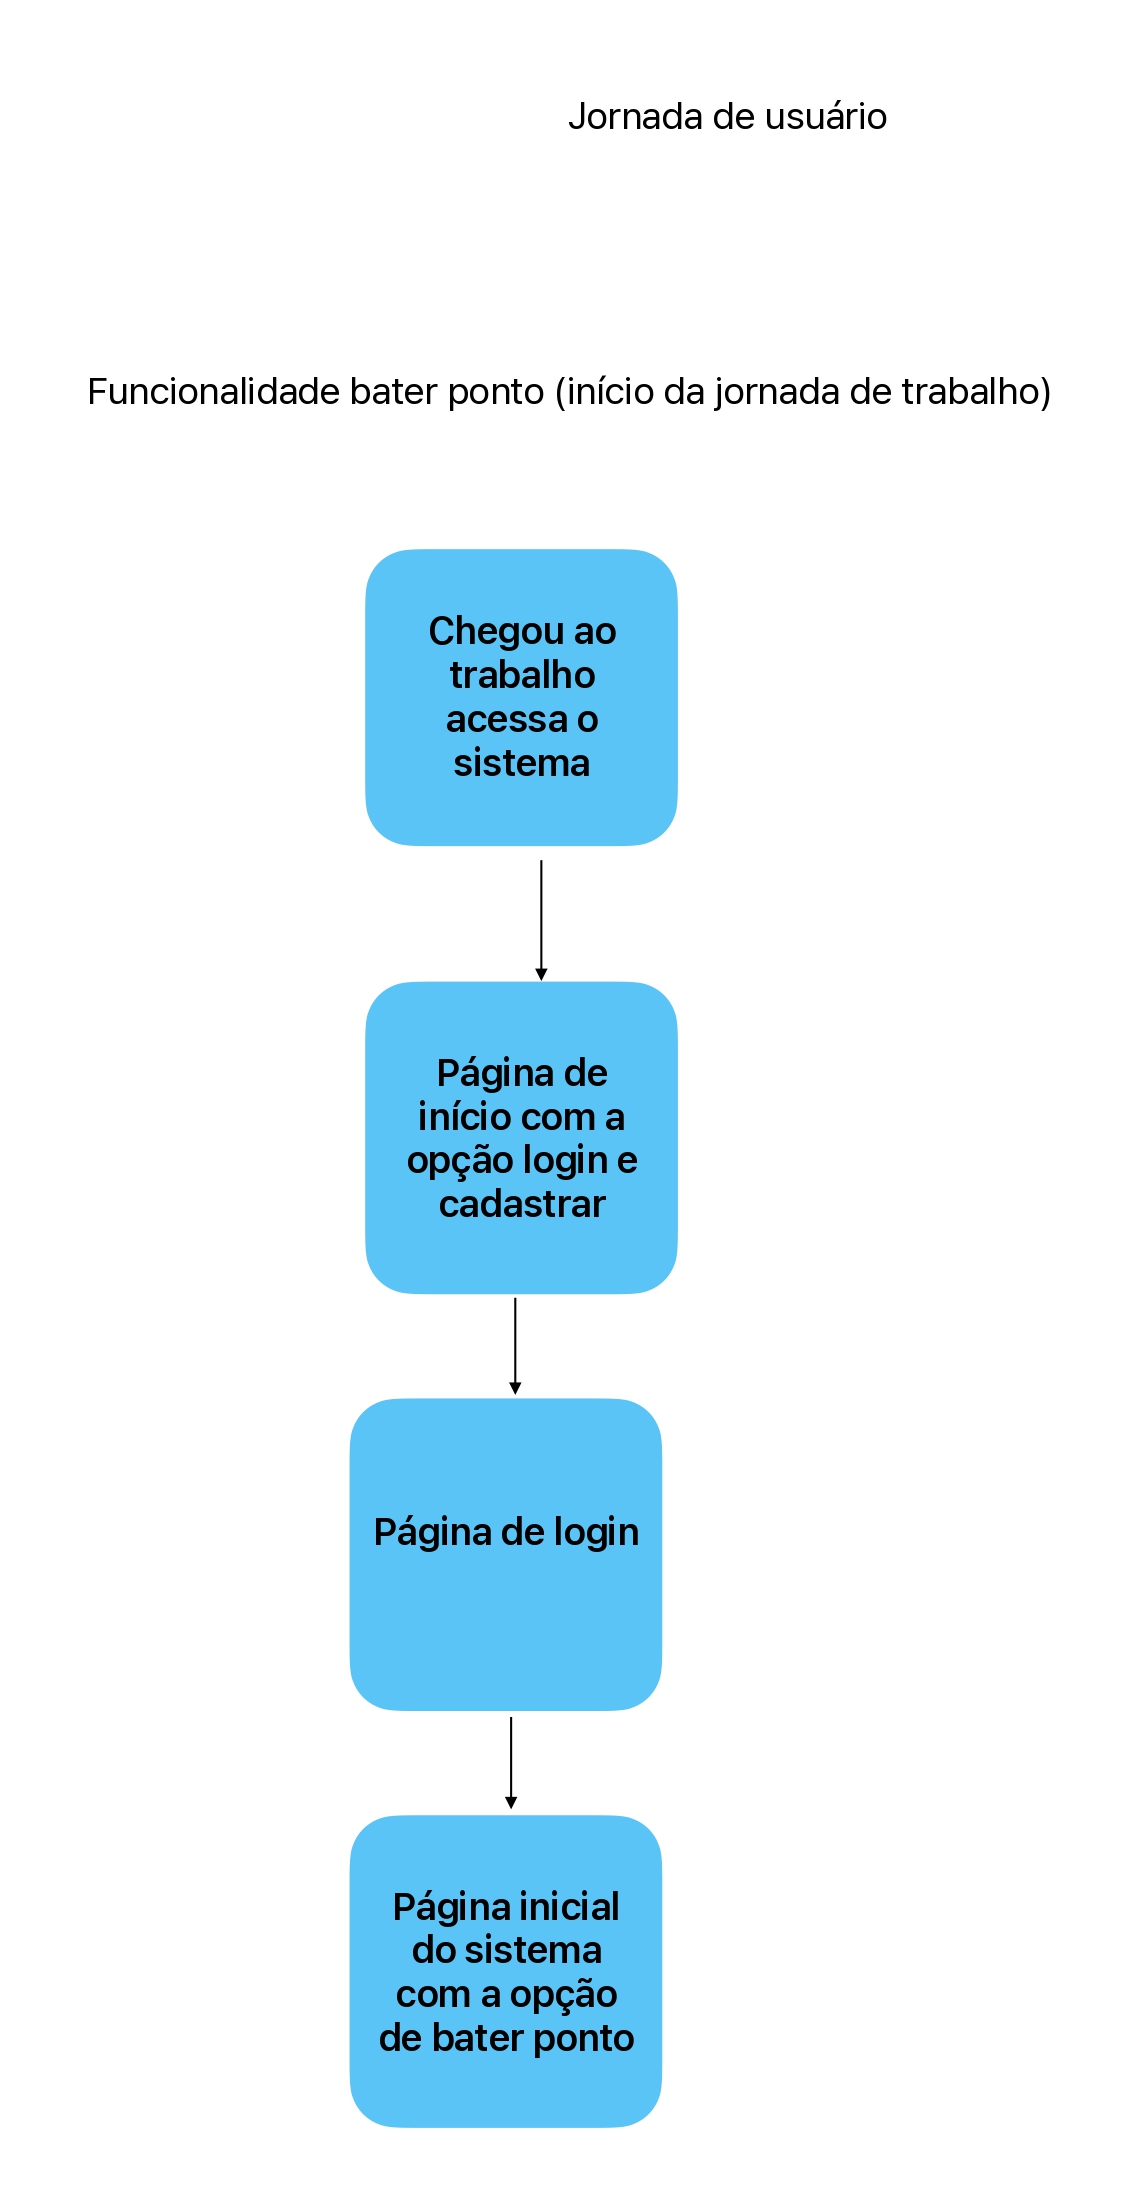 Jornada de usuário
Funcionalidade bater ponto (início da jornada de trabalho)
Chegou ao
trabalho
acessa o
sistema
Página de
início com a
opção login e
cadastrar
Página de login
Página inicial
do sistema
com a opção
de bater ponto